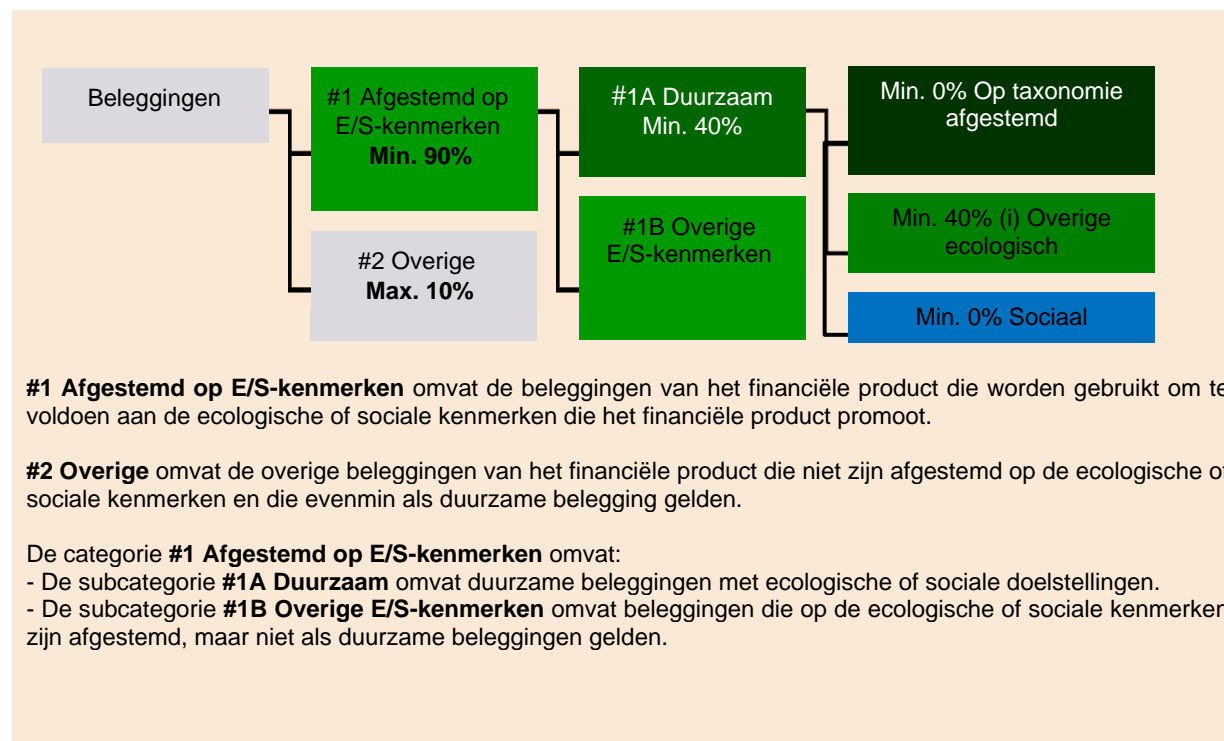 Beleggingen
#1 Afgestemd op
E/S-kenmerken
Min. 90%
#2 Overige
Max. 10%
#1A Duurzaam
Min. 40%
#1B Overige
E/S-kenmerken
Min. 0% Op taxonomie
afgestemd
Min. 40% (i) Overige
ecologisch
Min. 0% Sociaal
#1 Afgestemd op E/S-kenmerken omvat de beleggingen van het financiële product die worden gebruikt om te
voldoen aan de ecologische of sociale kenmerken die het financiële product promoot.
#2 Overige omvat de overige beleggingen van het financiële product die niet zijn afgestemd op de ecologische of
sociale kenmerken en die evenmin als duurzame belegging gelden.
De categorie #1 Afgestemd op E/S-kenmerken omvat:
- De subcategorie #1A Duurzaam omvat duurzame beleggingen met ecologische of sociale doelstellingen.
- De subcategorie #1B Overige E/S-kenmerken omvat beleggingen die op de ecologische of sociale kenmerken
zijn afgestemd, maar niet als duurzame beleggingen gelden.